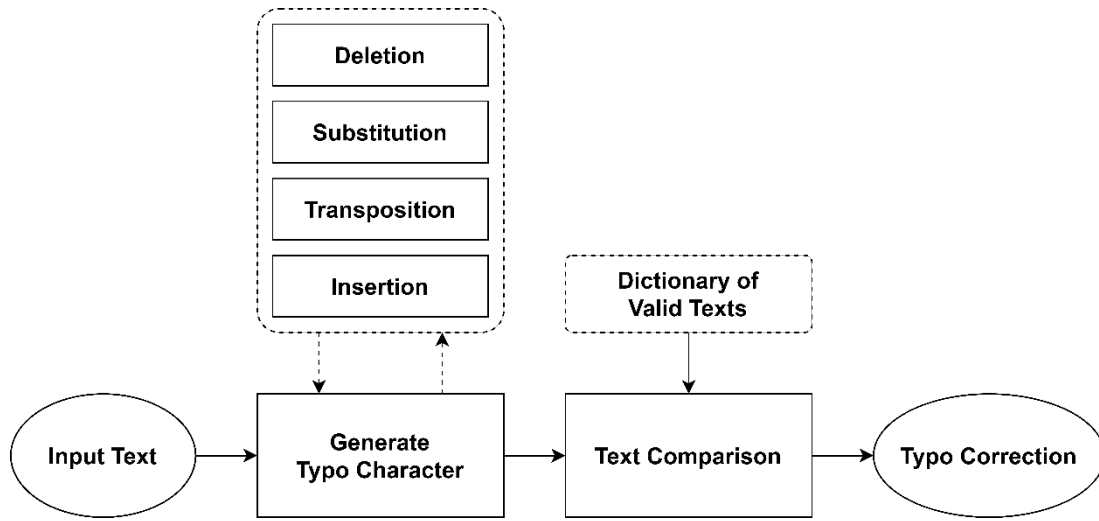 Deletion
Substitution
Transposition
Insertion
Dictionary of
Valid Texts
Input Text
Generate
Typo Character
Text Comparison
Typo Correction